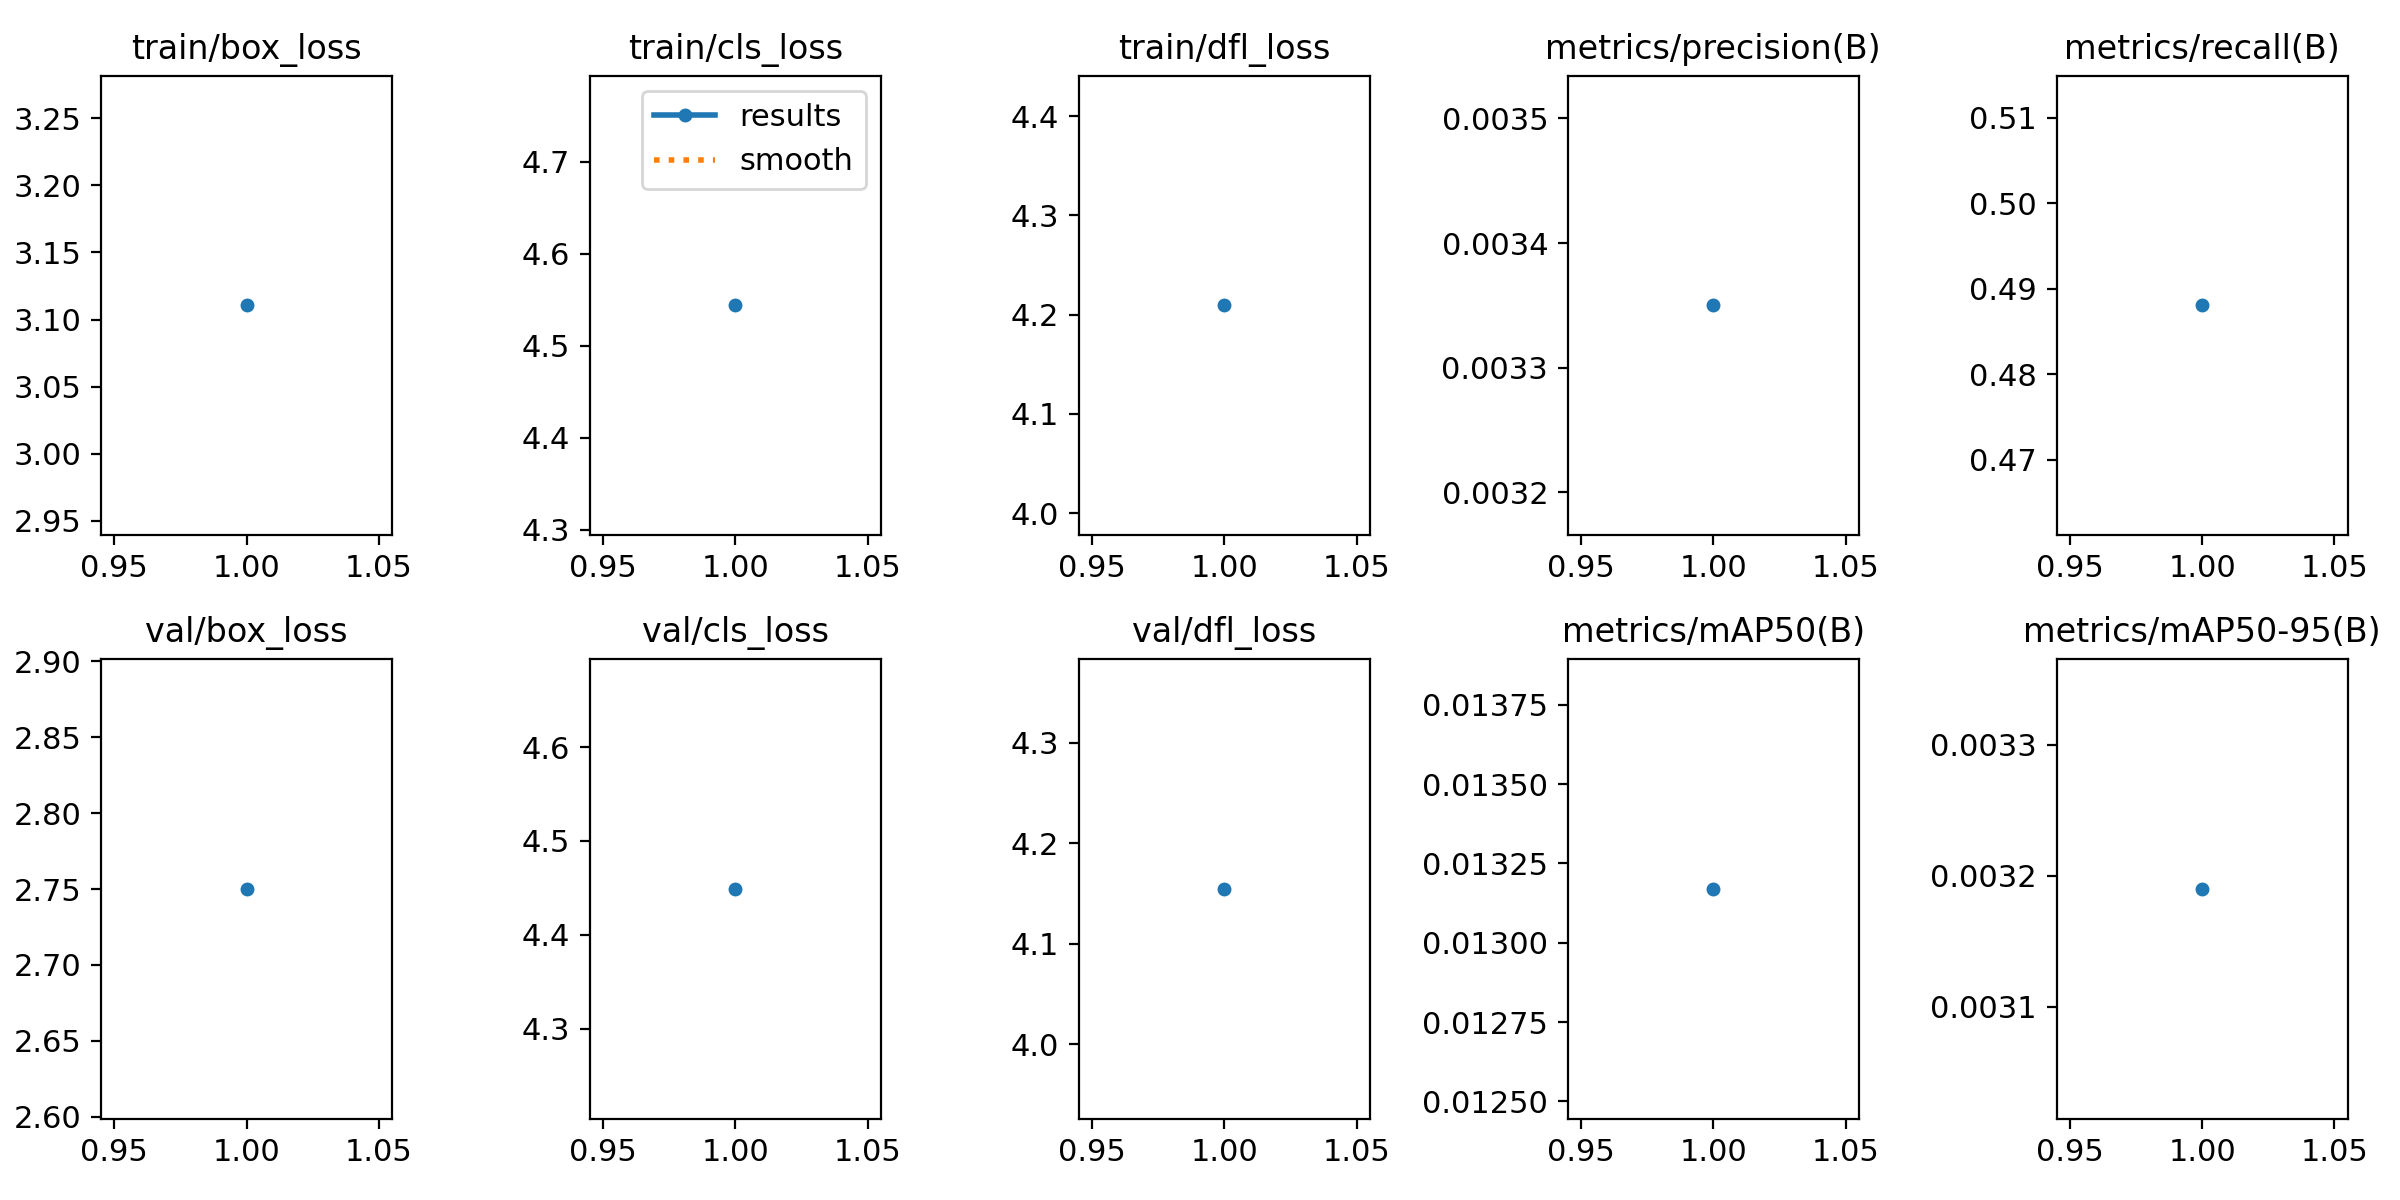 train/box_loss
3.25
3.20
3.15
3.10
3.05
3.00
2.95
0.95 1.00 1.05
train/cls_loss
results
smooth
4.7
4.6
4.5
4.4
4.3
0.95 1.00 1.05
train/dfl_loss
4.4
4.3
4.2
4.1
4.0
0.95 1.00 1.05
metrics/precision(B)
0.0035
0.0034
0.0033
0.0032
0.95 1.00 1.05
metrics/recall(B)
0.51
0.50
0.49
0.48
0.47
0.95 1.00 1.05
val/box_loss
2.90
2.85
2.80
2.75
2.70
2.65
2.60
0.95 1.00 1.05
val/cls_loss
4.6
4.5
4.4
4.3
0.95 1.00 1.05
val/dfl_loss
4.3
4.2
4.1
4.0
0.95 1.00 1.05
metrics/mAP50(B)
0.01375
0.01350
0.01325
0.01300
0.01275
0.01250
0.95 1.00 1.05
metrics/mAP50-95(B)
0.0033
0.0032
0.0031
0.95 1.00 1.05